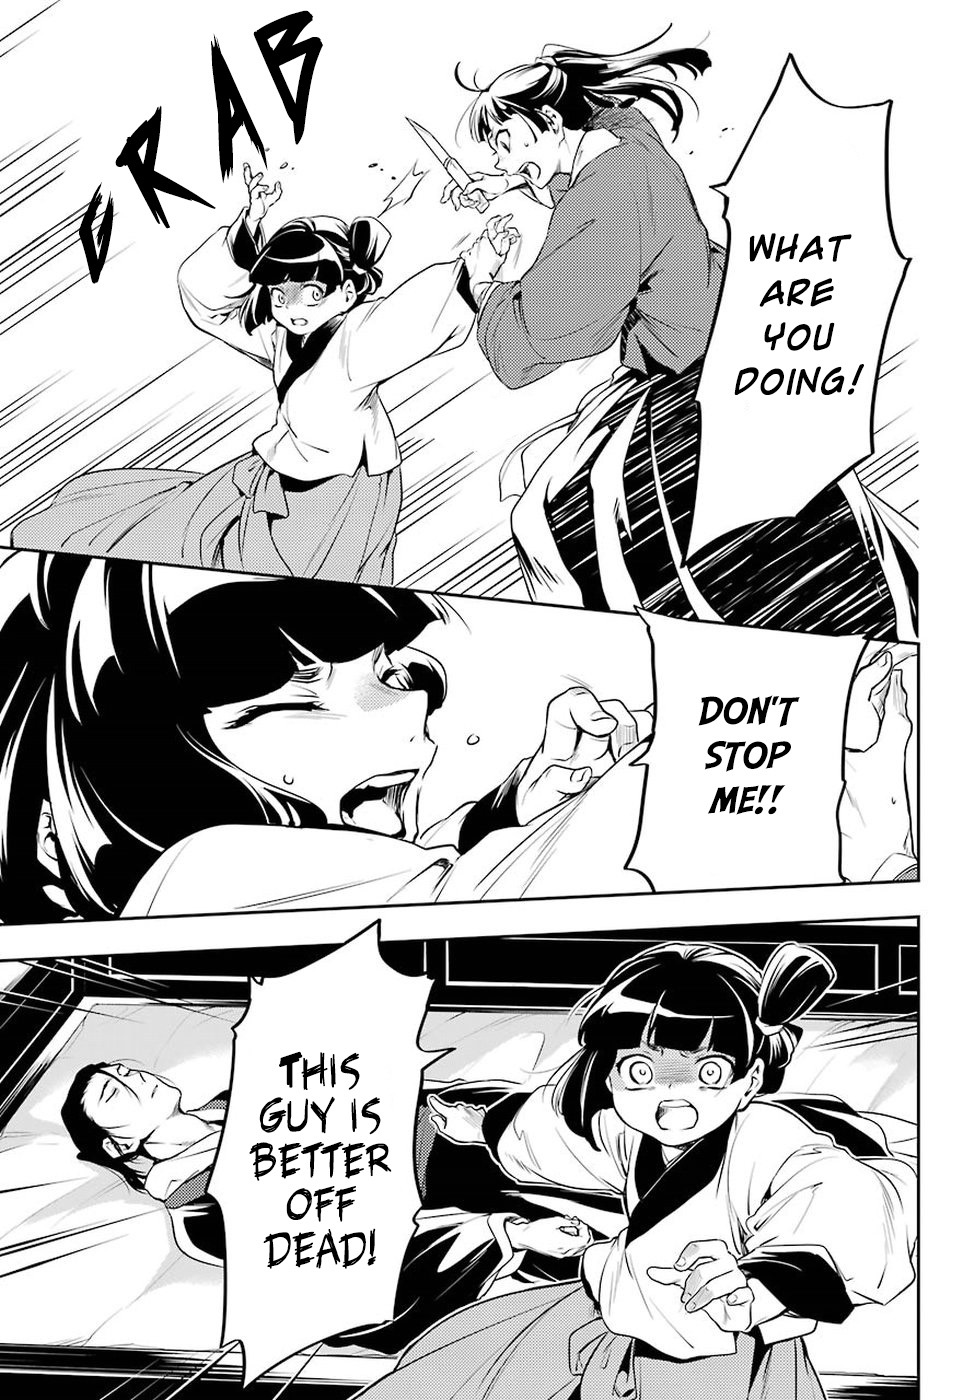 GRAB
WHAT
ARE
YOU
DOING!
DON'T
STOP
ME!!
THIS
GUY IS
BETTER
OFF
DEAD!